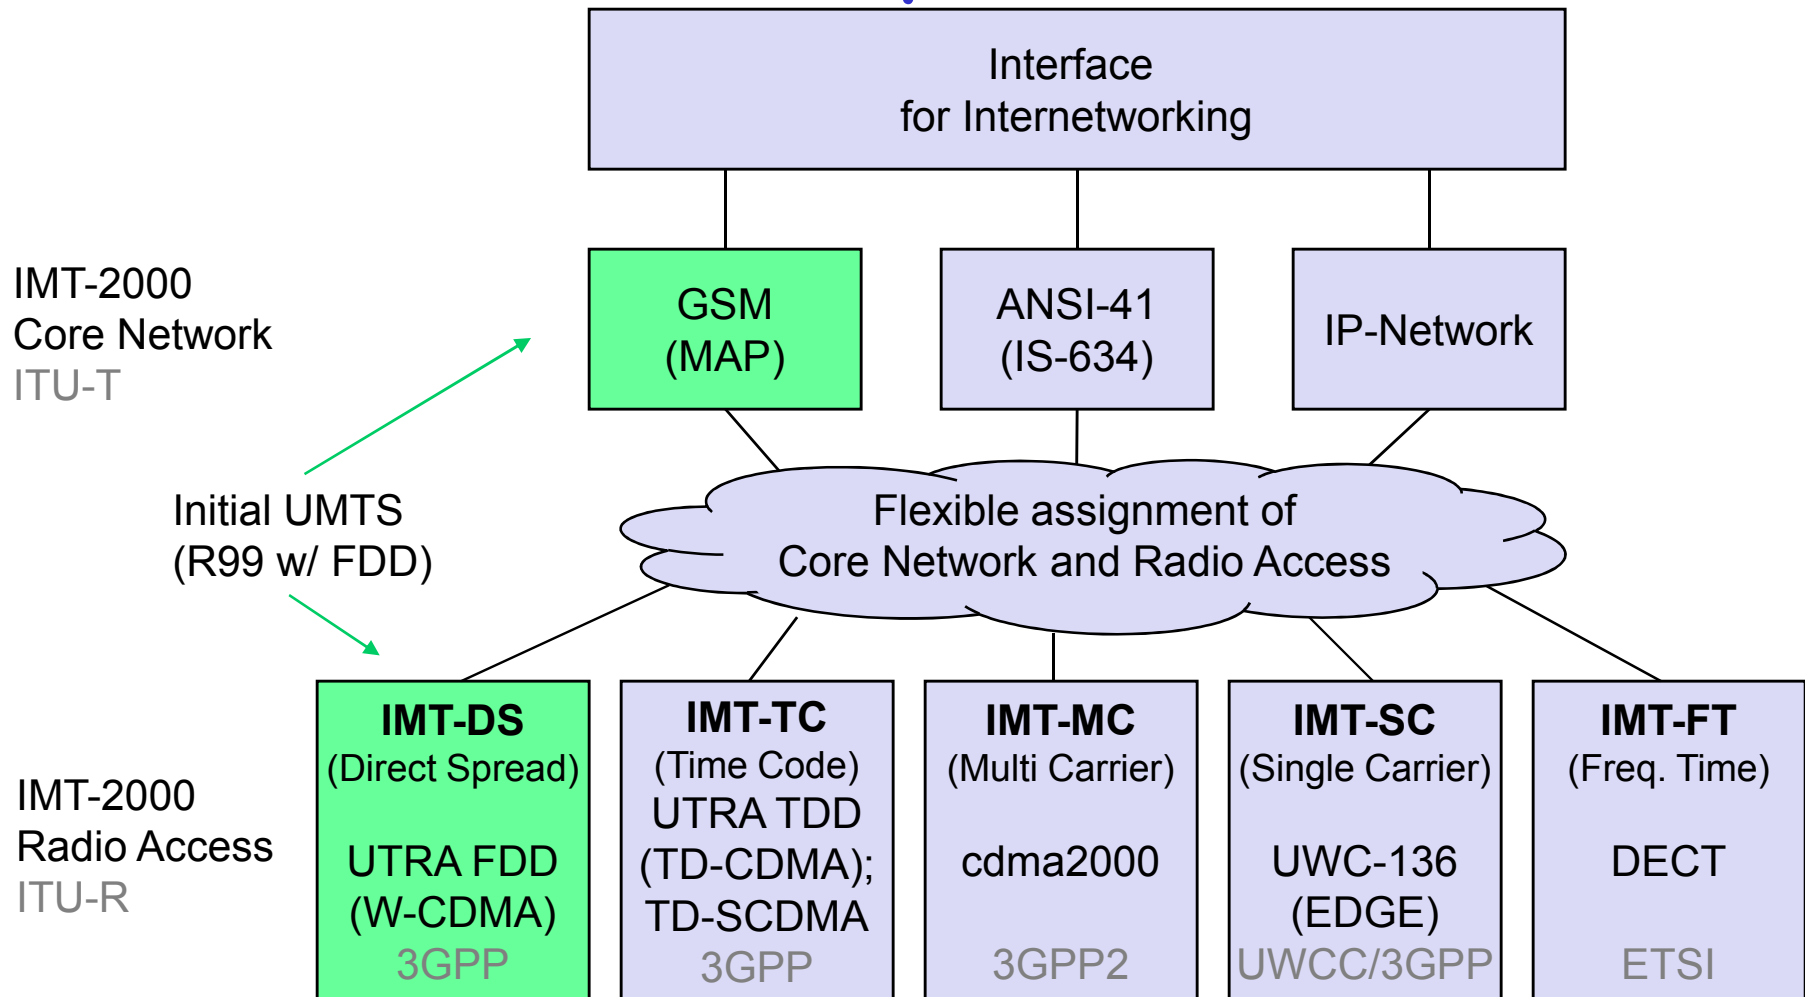 Interface
for Internetworking
IMT-2000
Core Network
ITU-T
GSM
(MAP)
ANSI-41
(IS-634)
IP-Network
Initial UMTS
(R99 w/ FDD)
Flexible assignment of
Core Network and Radio Access
IMT-2000
Radio Access
ITU-R
IMT-DS
(Direct Spread)
UTRA FDD
(W-CDMA)
3GPP
IMT-TC
(Time Code)
UTRA TDD
(TD-CDMA);
TD-SCDMA
3GPP
IMT-MC
(Multi Carrier)
cdma2000
3GPP2
IMT-SC
(Single Carrier)
UWC-136
(EDGE)
UWCC/3GPP
IMT-FT
(Freq. Time)
DECT
ETSI